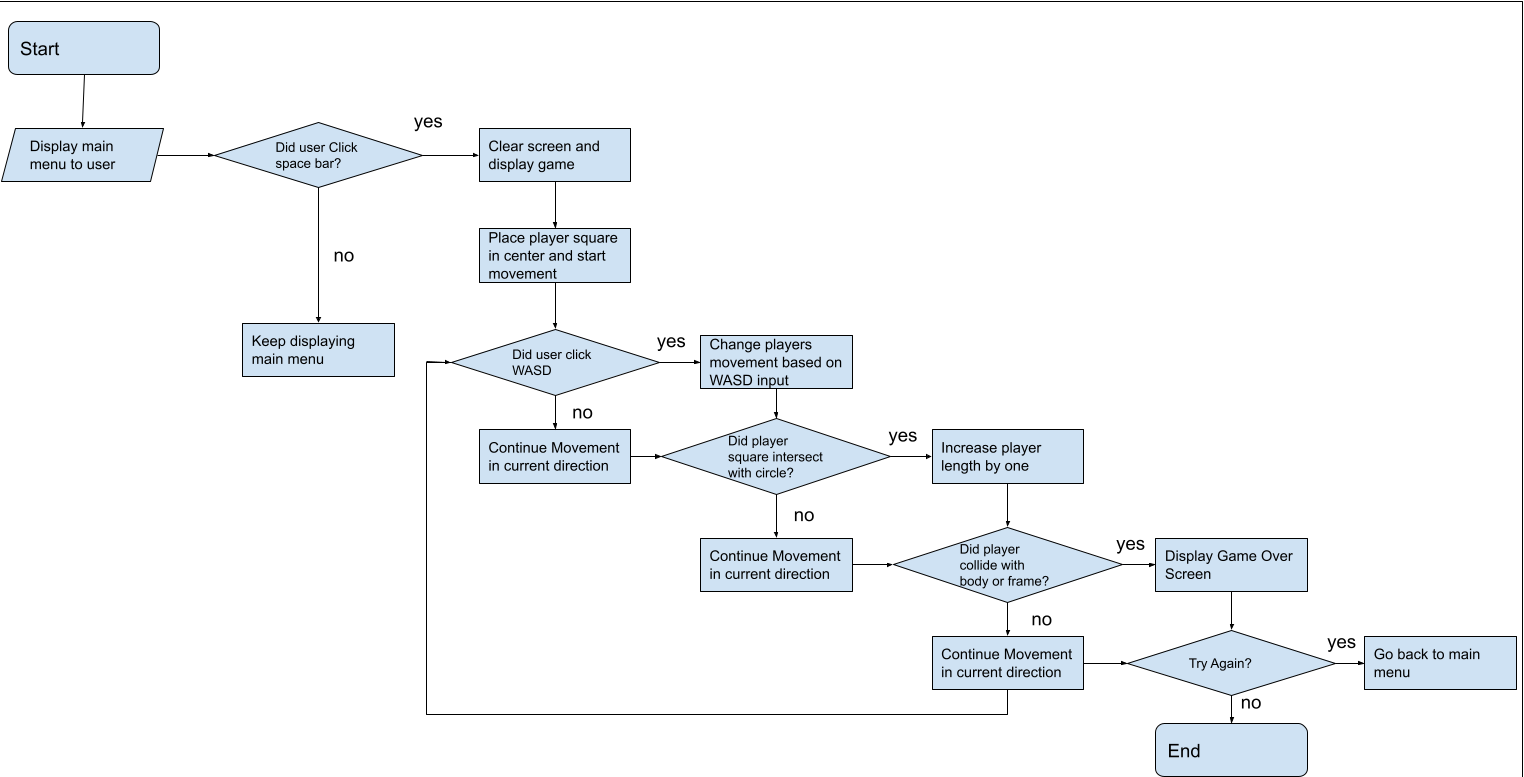 Start
Display main
menu to user
Did user Click
space bar?
yes
Clear screen and
display game
no
Place player square
in center and start
movement
Keep displaying
main menu
Did user click
WASD
yes
Change players
movement based on
WASD input
no
Continue Movement
in current direction
Did player
square intersect
with circle?
yes
Increase player
length by one
no
Continue Movement
in current direction
Did player
collide with
body or frame?
yes
Display Game Over
Screen
no
Continue Movement
in current direction
Try Again?
yes
Go back to main
menu
no
End